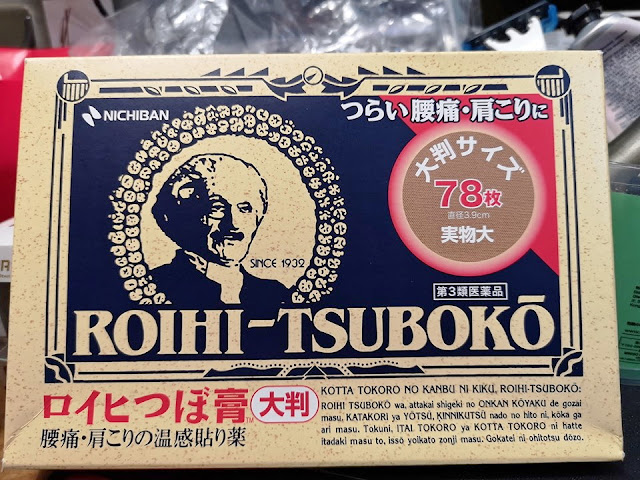 NICHIBAN
つらい腰痛・肩こりに
大判サイズ
78枚
直径3.9cm
実物大
SINCE 1932
第3類医薬品
ROIHI-TSUBOKŌ
ロイヒつぼ膏™ 大判
腰痛・肩こりの温感貼り薬
KOTTA TOKORO NO KANBU NI KIKU, ROIHI-TSUBOKŌ:
ROIHI TSUBOKŌ wa, attakai shigeki no ONKAN KŌYAKU de gozai
masu. KATAKORI ya YŌTSŪ, KINNIKUTSŪ nado no hito ni, kōka ga
ari masu. Tokuni, ITAI TOKORO ya KOTTA TOKORO ni hatte
itadaki masu to, issō yoikato zonji masu: Gokatei ni-ohitotsu dōzo.